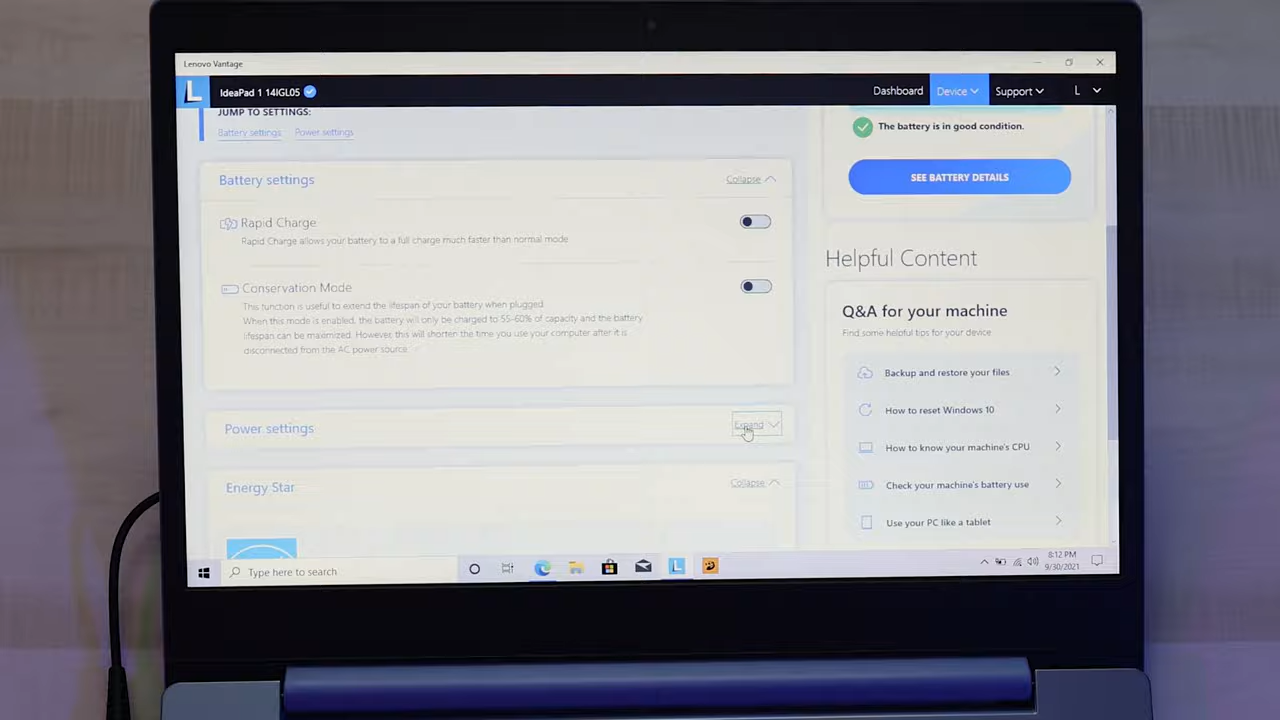 Lenovo Vantage
L
IdeaPad 1 14IGL05
Dashboard
Device
Support
L
JUMP TO SETTINGS:
Battery settings
Power settings
Battery settings
Collapse
Rapid Charge
Rapid Charge allows your battery to a full charge much faster than normal mode
Conservation Mode
This function is useful to extend the lifespan of your battery when plugged.
When this mode is enabled, the battery will only be charged to 55-60% of capacity and the battery
lifespan can be maximized. However, this will shorten the time you use your computer after it is
disconnected from the AC power source.
Power settings
Expand
Energy Star
Collapse
The battery is in good condition.
SEE BATTERY DETAILS
Helpful Content
Q&A for your machine
Find some helpful tips for your device
Backup and restore your files
How to reset Windows 10
How to know your machine's CPU
Check your machine's battery use
Use your PC like a tablet
Type here to search
L
8:12 PM
9/30/2021